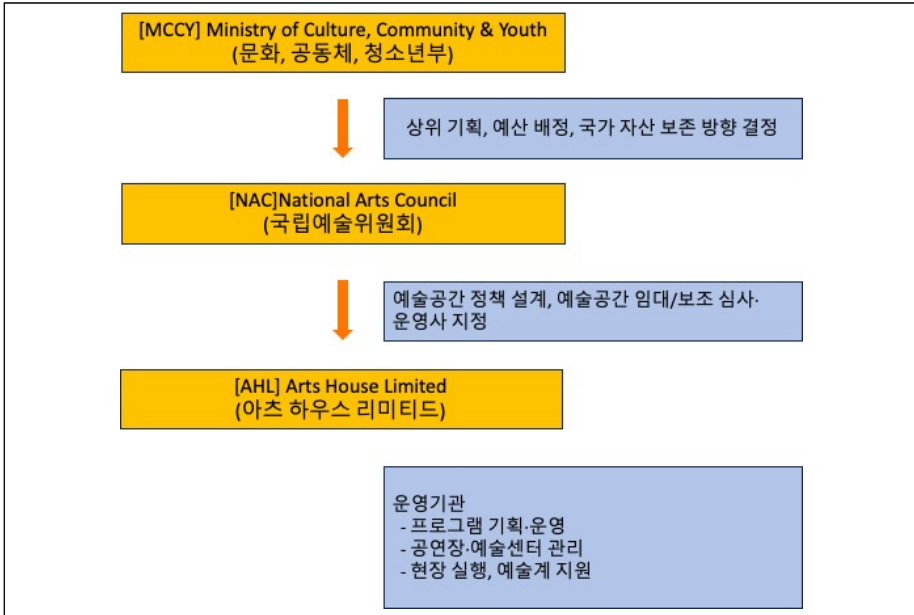 [MCCY] Ministry of Culture, Community & Youth
(문화, 공동체, 청소년부)
상위 기획, 예산 배정, 국가 자산 보존 방향 결정
[NAC]National Arts Council
(국립예술위원회)
예술공간 정책 설계, 예술공간 임대/보조 심사·
운영사 지정
[AHL] Arts House Limited
(아츠 하우스 리미티드)
운영기관
- 프로그램 기획·운영
- 공연장·예술센터 관리
- 현장 실행, 예술계 지원